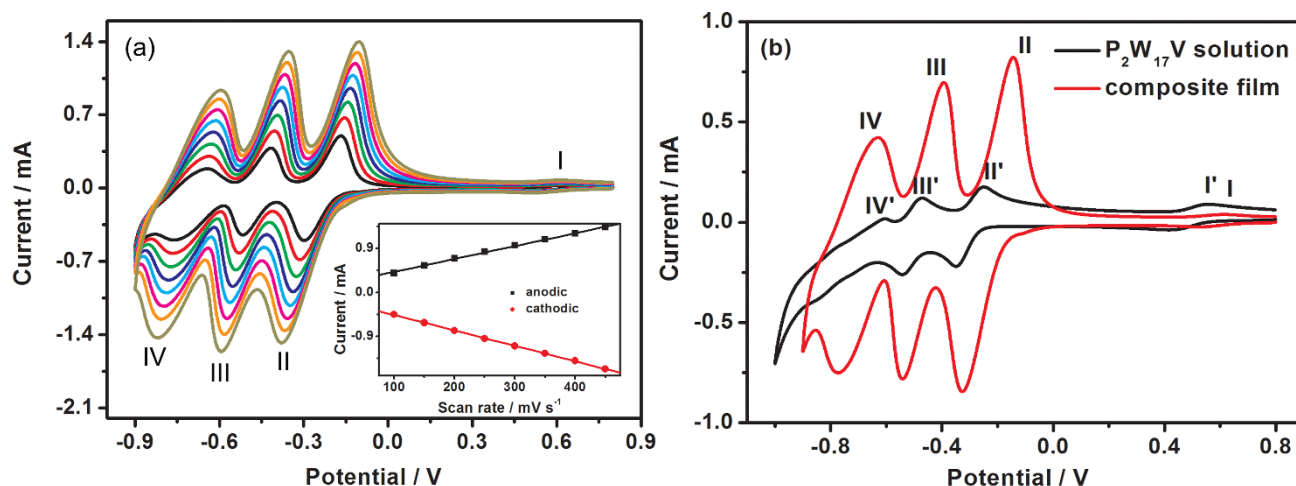 (a)
Current / mA
1.4
0.7
0.0
-0.7
-1.4
-2.1
I
IV
III
II
Current / mA
0.9
0.0
-0.9
anodic
cathodic
100
200
300
400
Scan rate / mV s⁻¹
-0.9
-0.6
-0.3
0.0
0.3
0.6
0.9
Potential / V
(b)
Current / mA
1.0
0.5
0.0
-0.5
-1.0
P₂W₁₇V solution
composite film
II
III
IV
II'
III'
IV'
I'
I
-0.8
-0.4
0.0
0.4
0.8
Potential / V